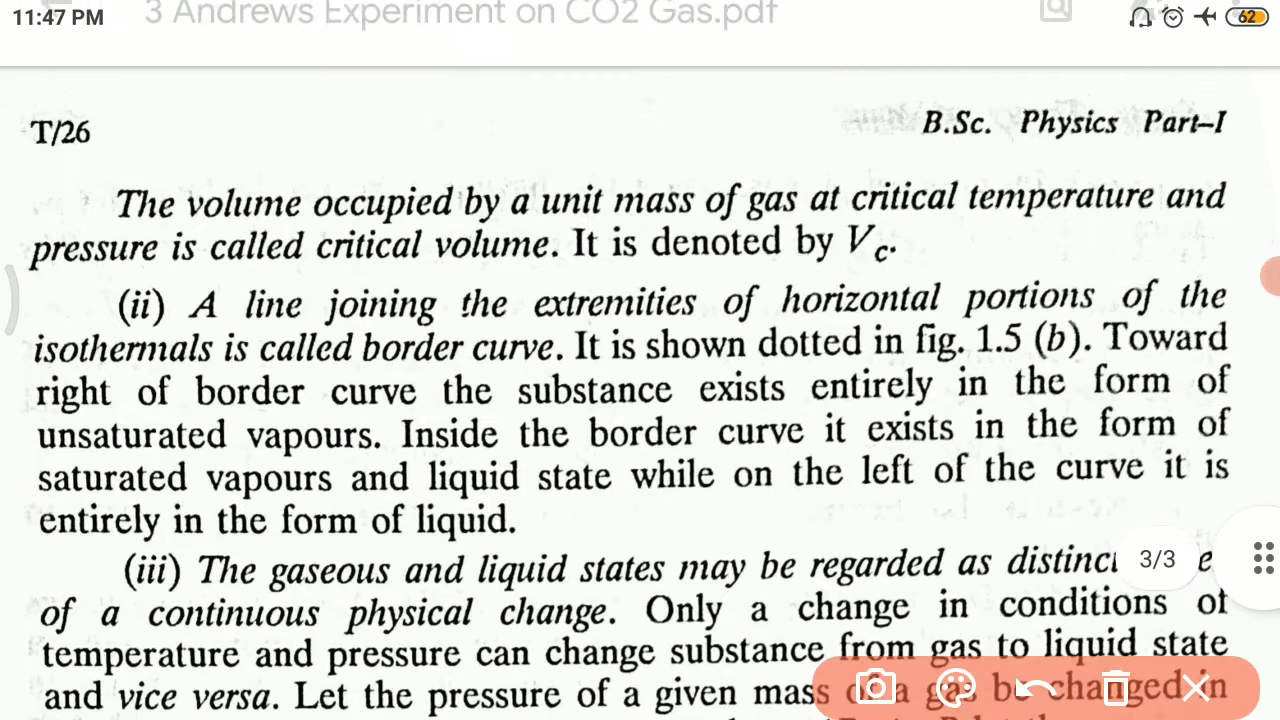 11:47 PM
3 Andrews Experiment on CO2 Gas.pdf
62
T/26
B.Sc. Physics Part–I
The volume occupied by a unit mass of gas at critical temperature and
pressure is called critical volume. It is denoted by Vc.
(ii) A line joining the extremities of horizontal portions of the
isothermals is called border curve. It is shown dotted in fig. 1.5 (b). Toward
right of border curve the substance exists entirely in the form of
unsaturated vapours. Inside the border curve it exists in the form of
saturated vapours and liquid state while on the left of the curve it is
entirely in the form of liquid.
(iii) The gaseous and liquid states may be regarded as
3/3
of a continuous physical change. Only a change in conditions of
temperature and pressure can change substance from gas to liquid state
and vice versa. Let the pressure of a given mass of a gas be changed in